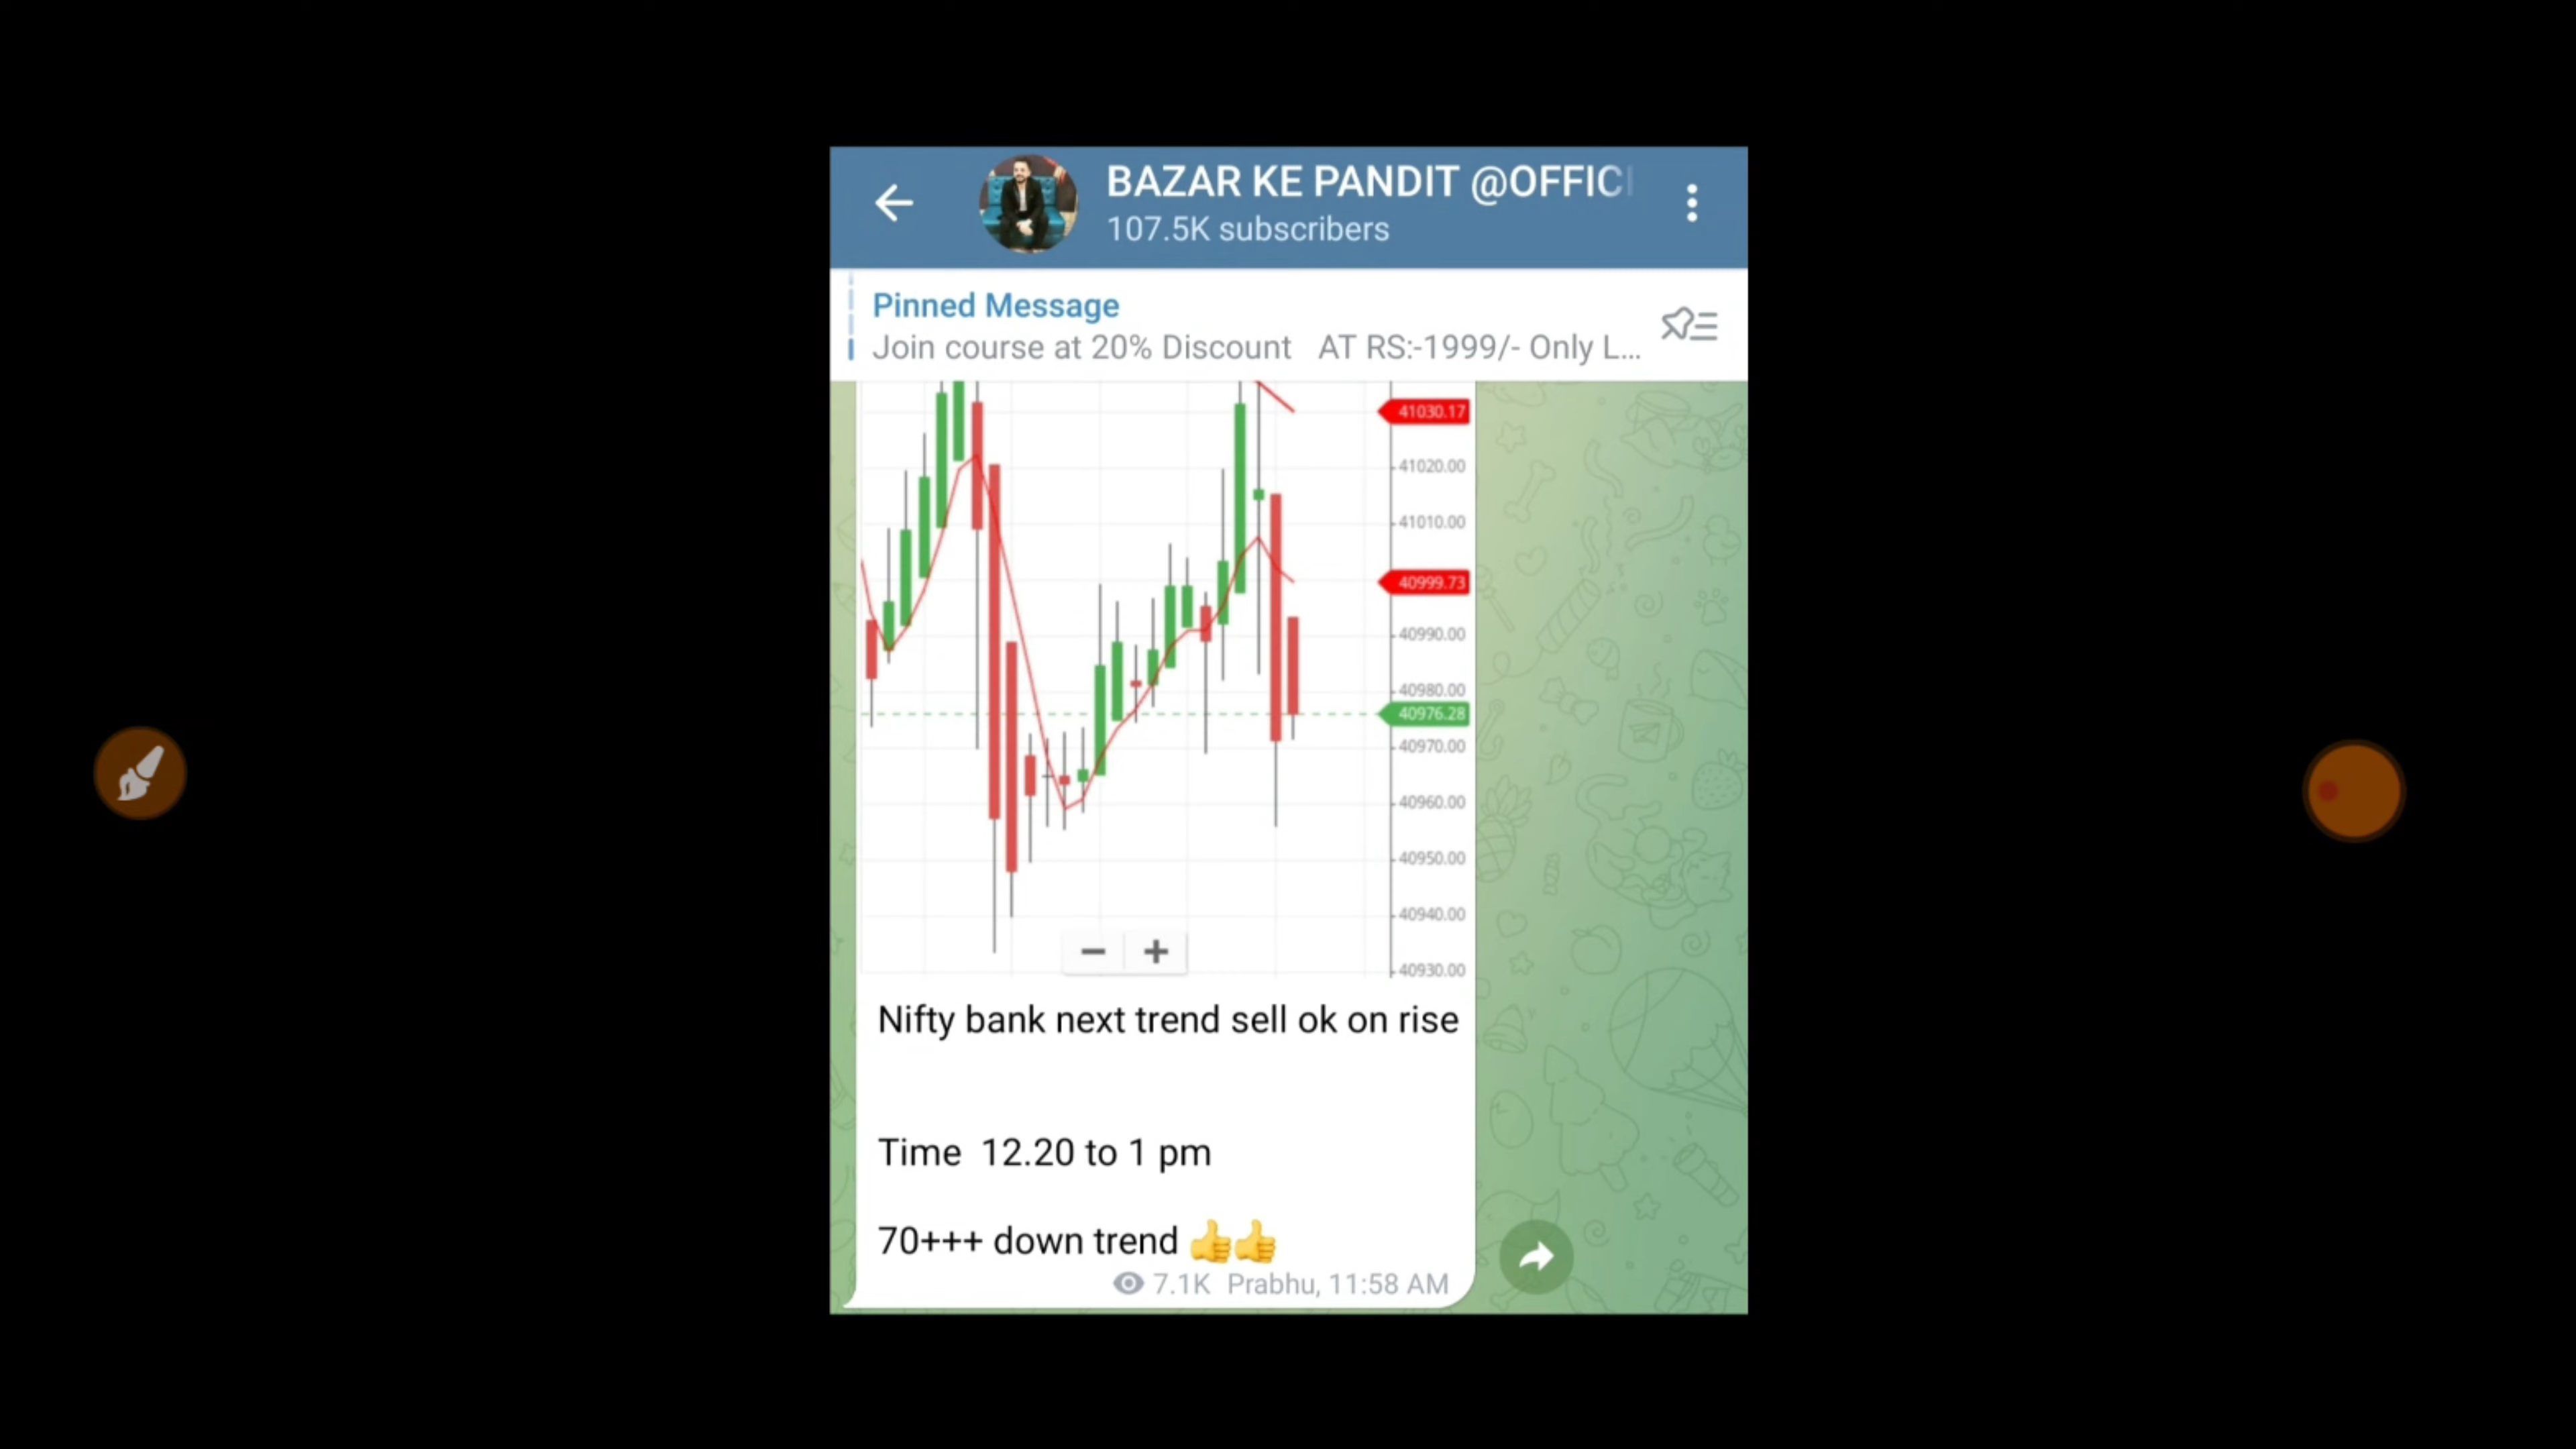 BAZAR KE PANDIT @OFFIC
107.5K subscribers
Pinned Message
Join course at 20% Discount AT RS:-1999/- Only L...
41030.17
41020.00
41010.00
40999.73
40990.00
40980.00
40976.28
40970.00
40960.00
40950.00
40940.00
40930.00
Nifty bank next trend sell ok on rise
Time 12.20 to 1 pm
70+++ down trend 👍👍
7.1K Prabhu, 11:58 AM